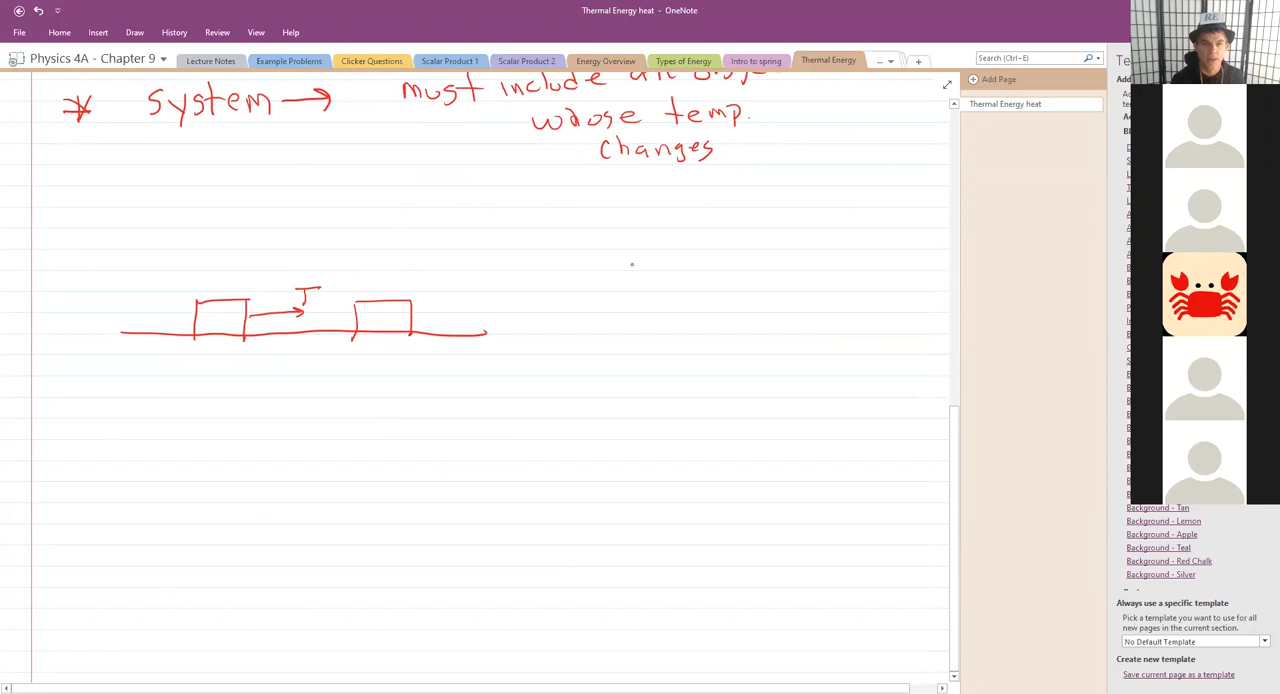 Thermal Energy heat - OneNote
File Home Insert Draw History Review View Help
Physics 4A - Chapter 9
Lecture Notes Example Problems Clicker Questions Scalar Product 1 Scalar Product 2 Energy Overview Types of Energy Intro to spring Thermal Energy
Search (Ctrl+E)
Add Page
Thermal Energy heat
must include
System → whose temp.
changes
T
RE
Background - Tan
Background - Lemon
Background - Apple
Background - Teal
Background - Red Chalk
Background - Silver
Always use a specific template
Pick a template you want to use for all
new pages in the current section.
No Default Template
Create new template
Save current page as a template